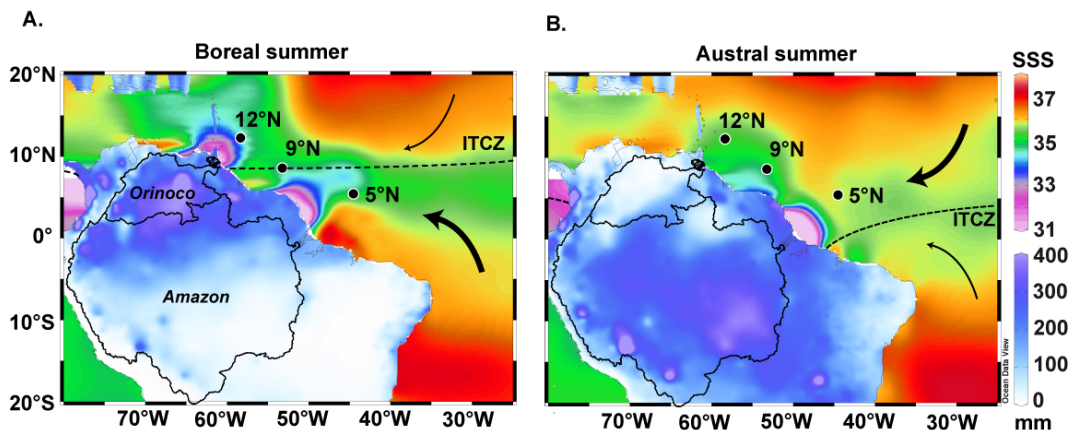 A.
B.
Boreal summer
Austral summer
SSS
20°N
10°N
0°
10°S
20°S
12°N
9°N
5°N
ITCZ
Orinoco
Amazon
70°W 60°W 50°W 40°W 30°W
12°N
9°N
5°N
ITCZ
70°W 60°W 50°W 40°W 30°W
Ocean Data View
37
35
33
31
400
300
200
100
0
mm